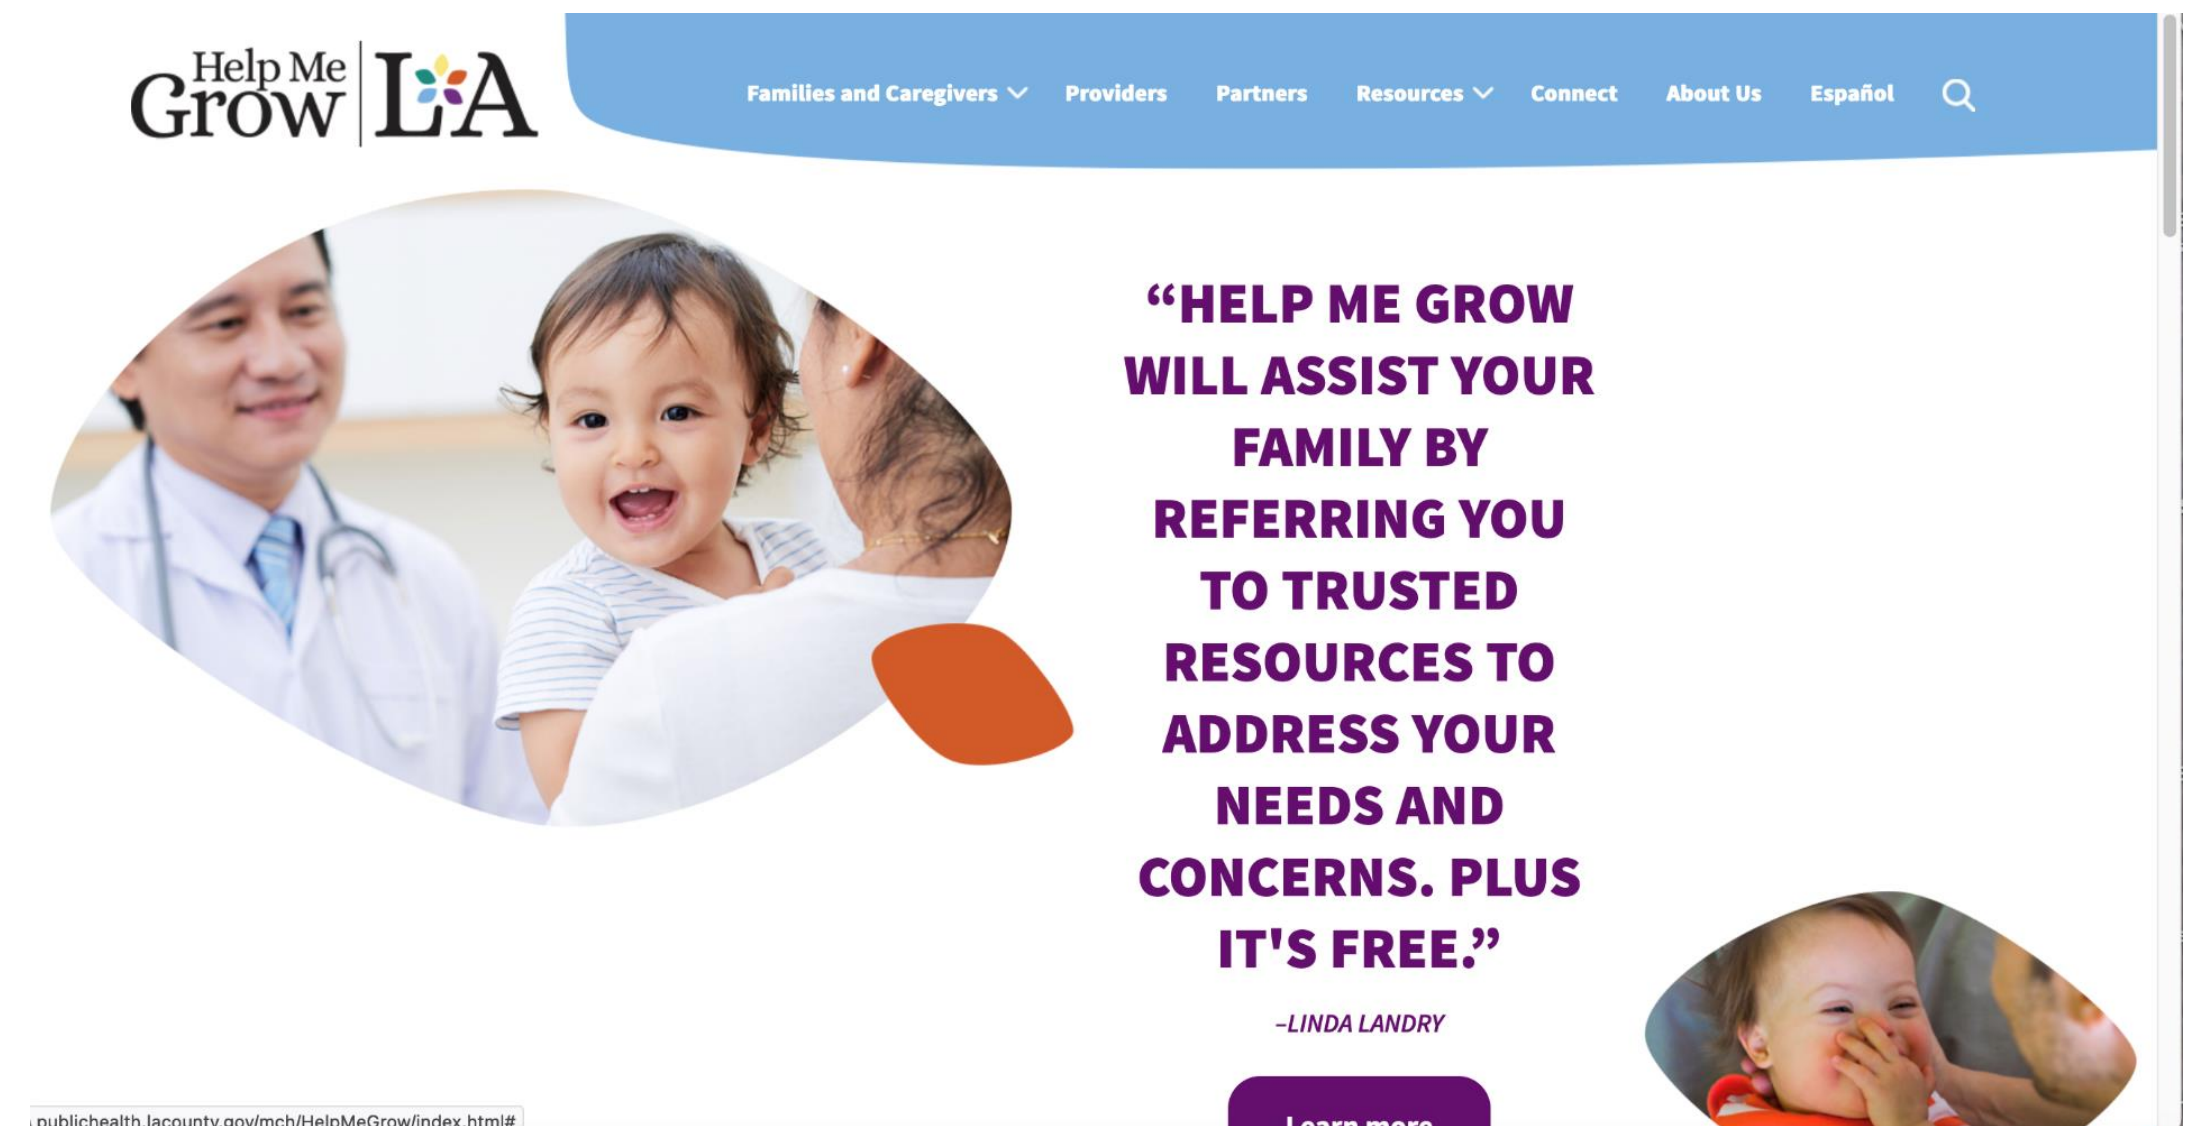 Help Me
Grow
LA
Families and Caregivers
Providers
Partners
Resources
Connect
About Us
Español
“HELP ME GROW
WILL ASSIST YOUR
FAMILY BY
REFERRING YOU
TO TRUSTED
RESOURCES TO
ADDRESS YOUR
NEEDS AND
CONCERNS. PLUS
IT'S FREE.”
–LINDA LANDRY
Learn more
publichealth.lacounty.gov/mch/HelpMeGrow/index.html#